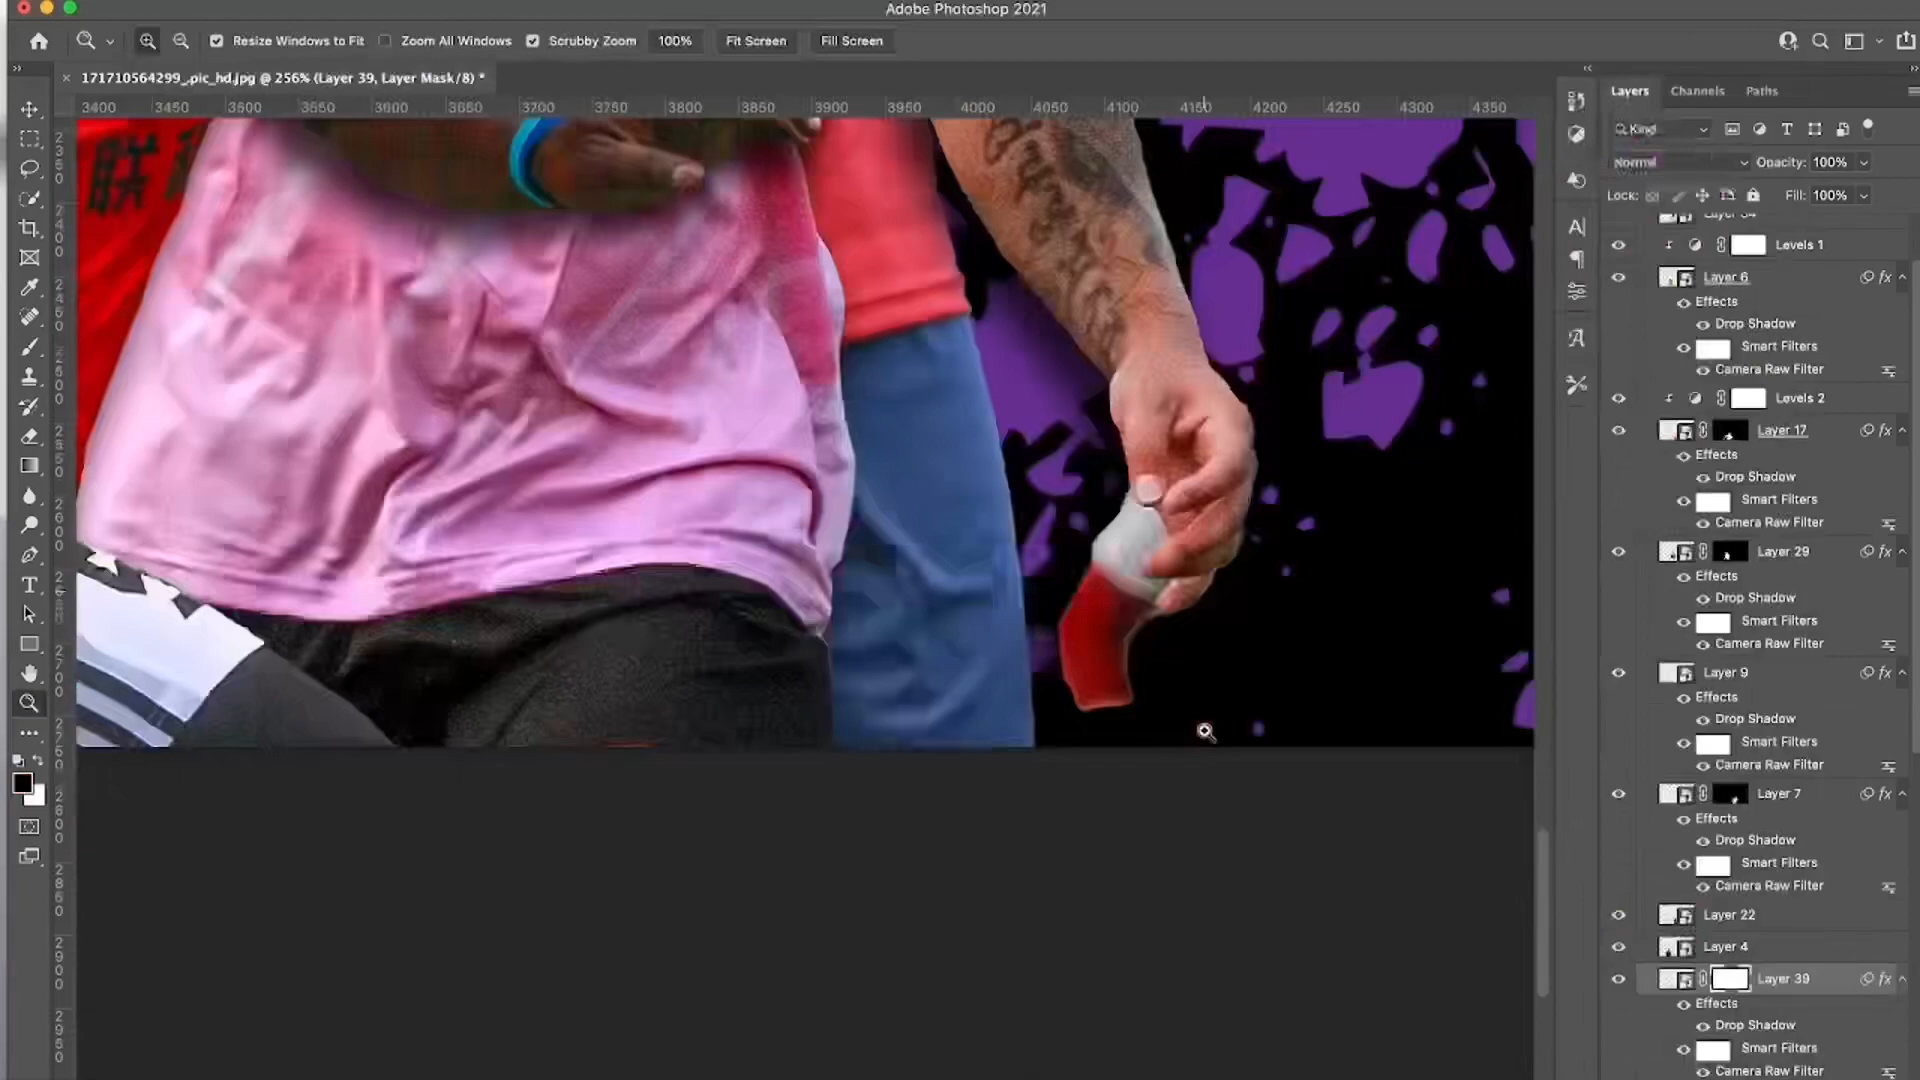 Adobe Photoshop 2021
Resize Windows to Fit
Zoom All Windows
Scrubby Zoom
100%
Fit Screen
Fill Screen
171710564299_.pic_hd.jpg @ 256% (Layer 39, Layer Mask/8) *
3400 3450 3500 3550 3600 3650 3700 3750 3800 3850 3900 3950 4000 4050 4100 4150 4200 4250 4300 4350
Layers
Channels
Paths
Kind
Normal
Opacity: 100%
Lock:
Fill: 100%
Levels 1
Layer 6
Effects
Drop Shadow
Smart Filters
Camera Raw Filter
Levels 2
Layer 17
Effects
Drop Shadow
Smart Filters
Camera Raw Filter
Layer 29
Effects
Drop Shadow
Smart Filters
Camera Raw Filter
Layer 9
Effects
Drop Shadow
Smart Filters
Camera Raw Filter
Layer 7
Effects
Drop Shadow
Smart Filters
Camera Raw Filter
Layer 22
Layer 4
Layer 39
Effects
Drop Shadow
Smart Filters
Camera Raw Filter
联